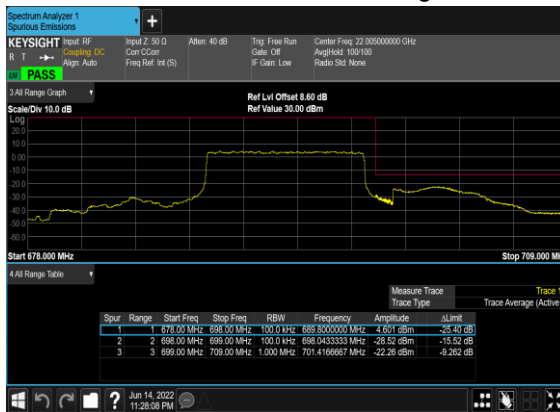 Spectrum Analyzer 1
Spurious Emissions
+
KEYSIGHT Input: RF Input Z: 50 Ω Atten: 40 dB Trig: Free Run Center Freq: 22.005000000 GHz
R T Coupling: DC Corr CCorr Gate: Off Avg|Hold: 100/100
Align: Auto Freq Ref: Int (S) IF Gain: Low Radio Std: None
PASS
3 All Range Graph
Ref Lvl Offset 8.60 dB
Scale/Div 10.0 dB Ref Value 30.00 dBm
Log
20.0
10.0
0.00
-10.0
-20.0
-30.0
-40.0
-50.0
-60.0
Start 678.000 MHz Stop 709.000 M
4 All Range Table
Measure Trace Trace
Trace Type Trace Average (Active
Spur Range Start Freq Stop Freq RBW Frequency Amplitude ΔLimit
1 1 678.00 MHz 698.00 MHz 100.0 kHz 689.8000000 MHz 4.601 dBm -25.40 dB
2 2 698.00 MHz 699.00 MHz 100.0 kHz 698.0433333 MHz -28.52 dBm -15.52 dB
3 3 699.00 MHz 709.00 MHz 1.000 MHz 701.4166667 MHz -22.26 dBm -9.262 dB
? Jun 14, 2022
11:28:08 PM